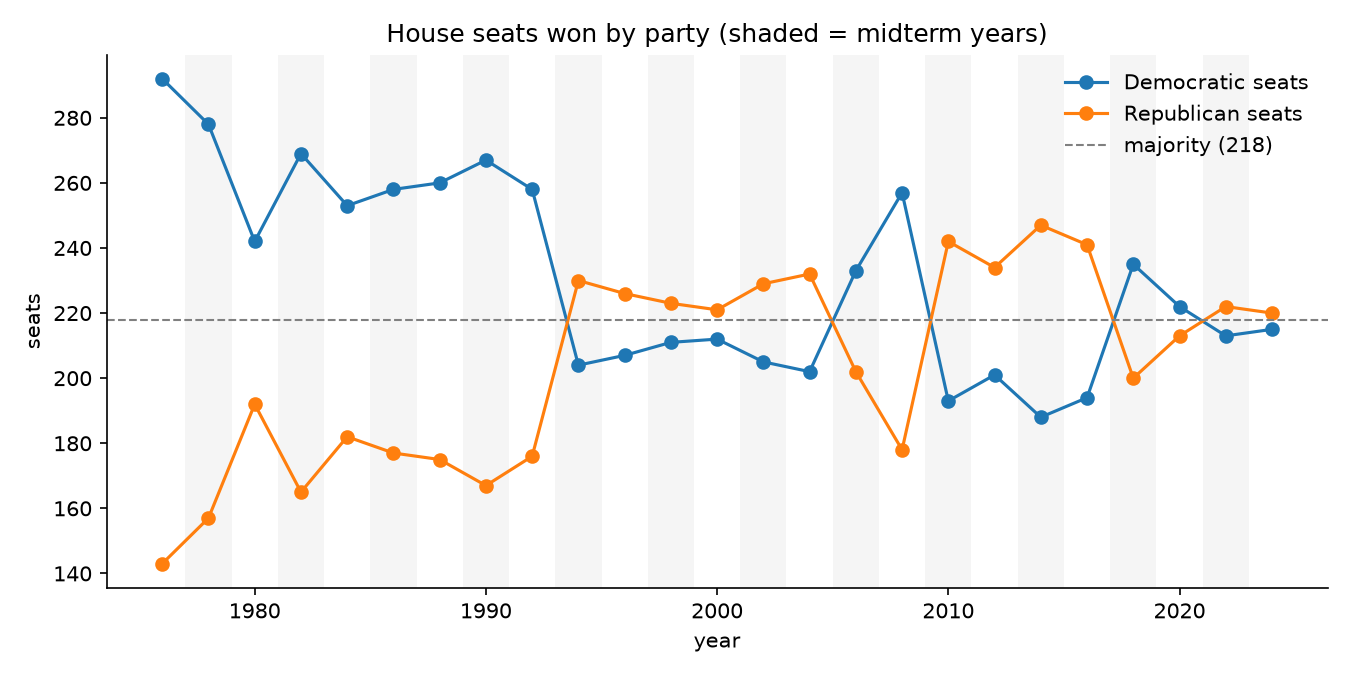 House seats won by party (shaded = midterm years)
Democratic seats
Republican seats
majority (218)
280
260
240
220
200
180
160
140
seats
1980
1990
2000
2010
2020
year